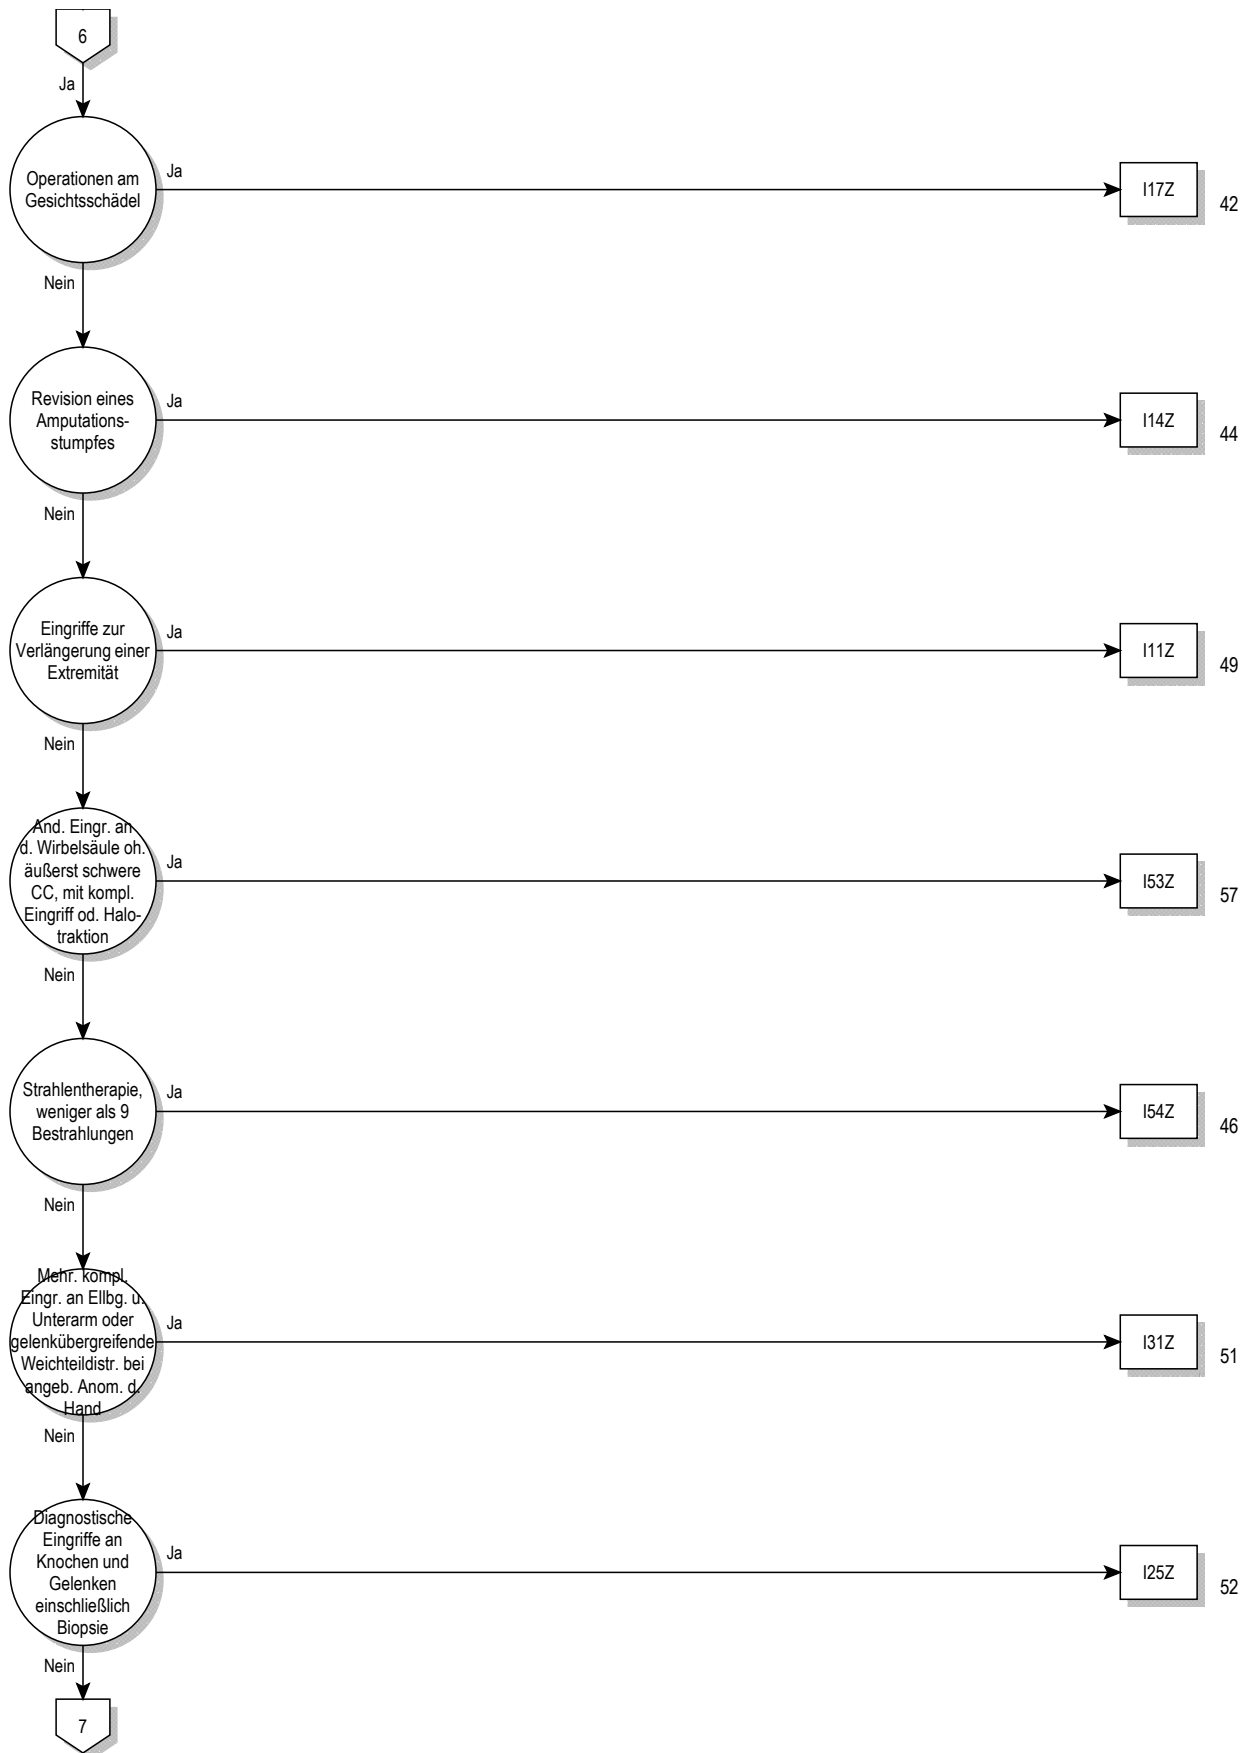 6
Ja
Operationen am
Gesichtsschädel
Ja
I17Z
42
Nein
Revision eines
Amputations-
stumpfes
Ja
I14Z
44
Nein
Eingriffe zur
Verlängerung einer
Extremität
Ja
I11Z
49
Nein
And. Eingr. an
d. Wirbelsäule oh.
äußerst schwere
CC, mit kompl.
Eingriff od. Halo-
traktion
Ja
I53Z
57
Nein
Strahlentherapie,
weniger als 9
Bestrahlungen
Ja
I54Z
46
Nein
Mehr. kompl.
Eingr. an Ellbg. u.
Unterarm oder
gelenkübergreifende
Weichteildistr. bei
angeb. Anom. d.
Hand
Ja
I31Z
51
Nein
Diagnostische
Eingriffe an
Knochen und
Gelenken
einschließlich
Biopsie
Ja
I25Z
52
Nein
7